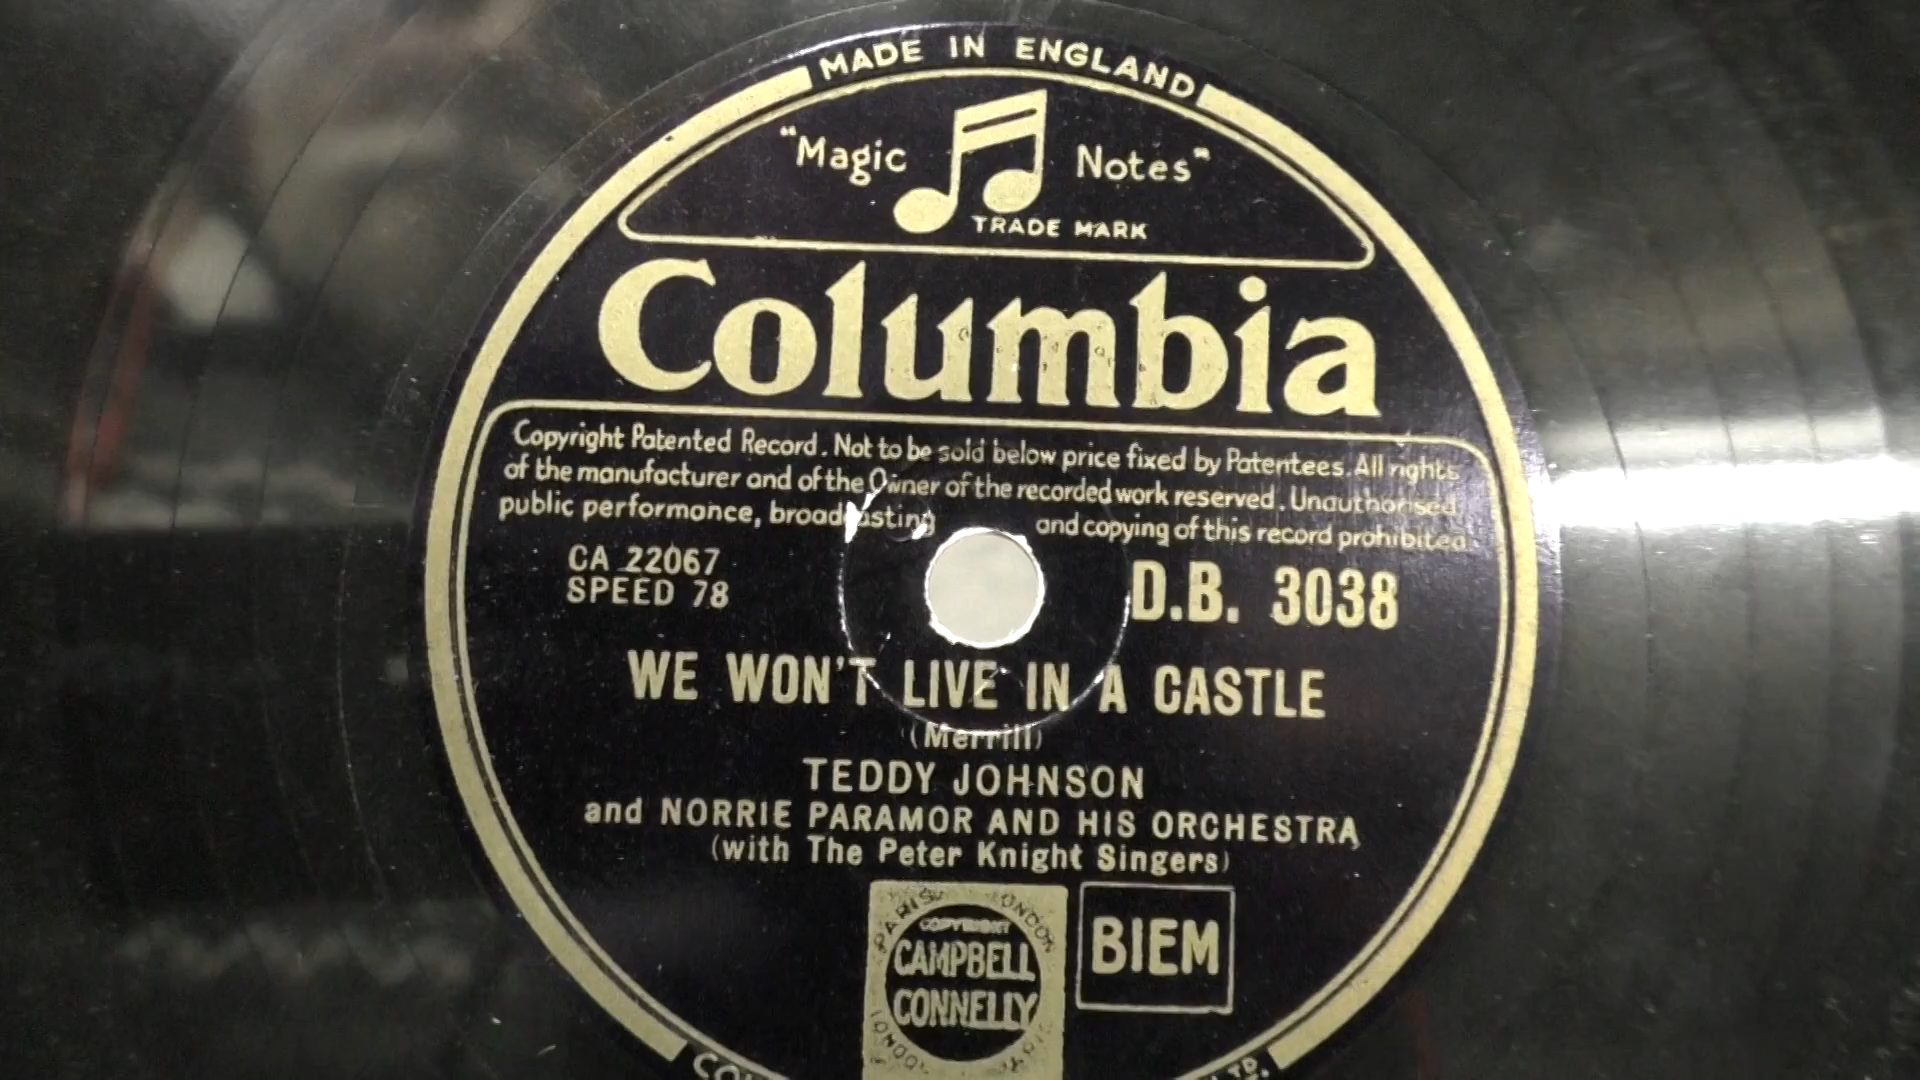 MADE IN ENGLAND
"Magic Notes"
TRADE MARK
Columbia
Copyright Patented Record. Not to be sold below price fixed by Patentees. All rights
of the manufacturer and of the Owner of the recorded work reserved. Unauthorised
public performance, broadcasting and copying of this record prohibited
CA 22067
SPEED 78
D.B. 3038
WE WON'T LIVE IN A CASTLE
(Merrill)
TEDDY JOHNSON
and NORRIE PARAMOR AND HIS ORCHESTRA
(with The Peter Knight Singers)
PARIS LONDON
COPYRIGHT
CAMPBELL
CONNELLY
BIEM
LTD.